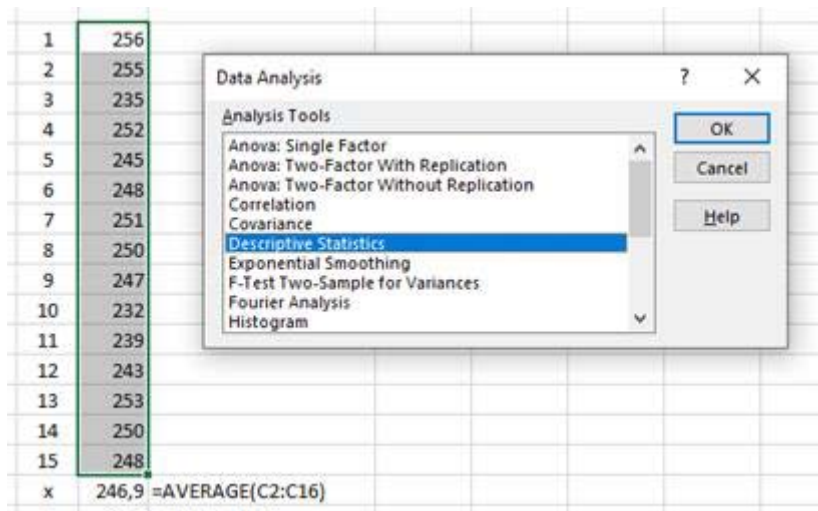 1 256
2 255
3 235
4 252
5 245
6 248
7 251
8 250
9 247
10 232
11 239
12 243
13 253
14 250
15 248
x 246,9 =AVERAGE(C2:C16)
Data Analysis ? ×
Analysis Tools
Anova: Single Factor
Anova: Two-Factor With Replication
Anova: Two-Factor Without Replication
Correlation
Covariance
Descriptive Statistics
Exponential Smoothing
F-Test Two-Sample for Variances
Fourier Analysis
Histogram
OK
Cancel
Help